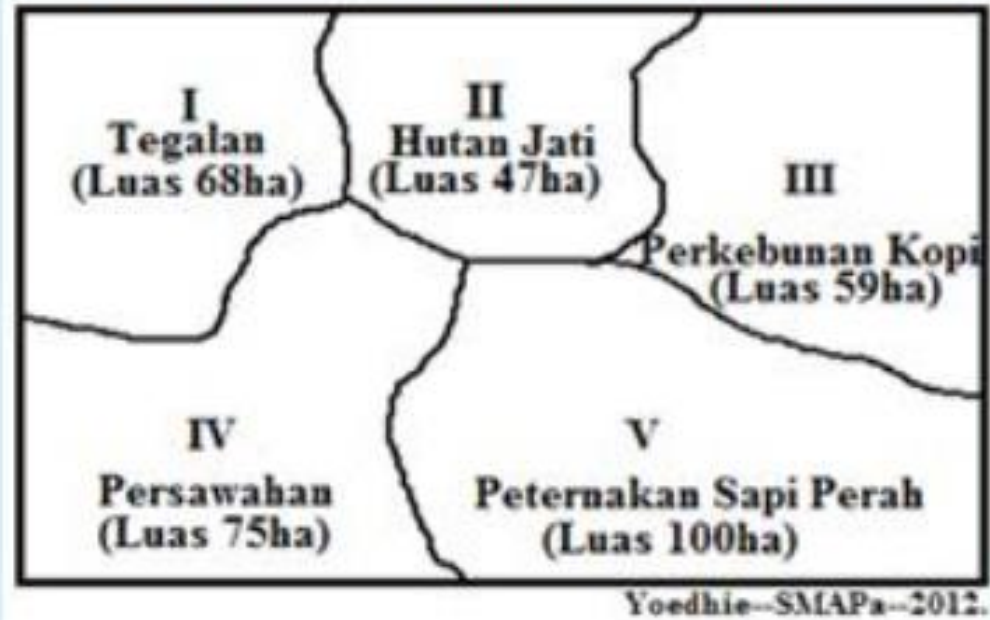 I
Tegalan
(Luas 68ha)
II
Hutan Jati
(Luas 47ha)
III
Perkebunan Kopi
(Luas 59ha)
IV
Persawahan
(Luas 75ha)
V
Peternakan Sapi Perah
(Luas 100ha)
Yoedhie--SMAPa--2012.